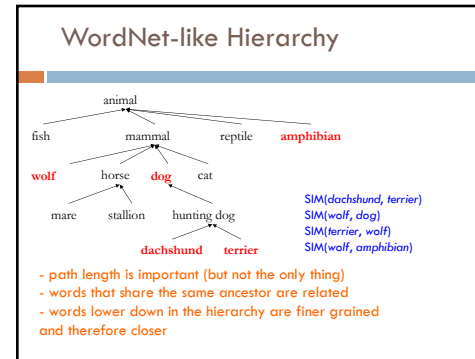 WordNet-like Hierarchy
animal
fish mammal reptile amphibian
wolf horse dog cat
mare stallion hunting dog
dachshund terrier
SIM(dachshund, terrier)
SIM(wolf, dog)
SIM(terrier, wolf)
SIM(wolf, amphibian)
- path length is important (but not the only thing)
- words that share the same ancestor are related
- words lower down in the hierarchy are finer grained
and therefore closer